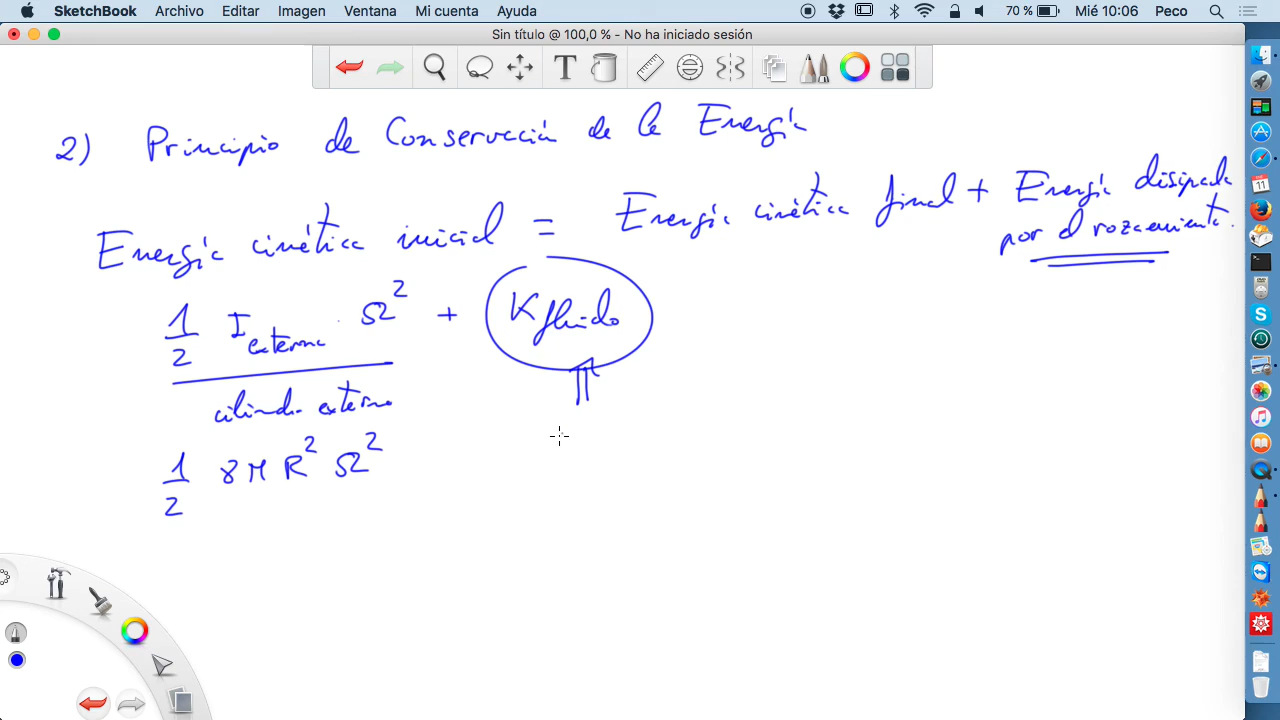 SketchBook Archivo Editar Imagen Ventana Mi cuenta Ayuda 70 % Mié 10:06 Peco
Sin título @ 100,0 % - No ha iniciado sesión
2) Principio de Conservación de la Energía
Energía cinética inicial = Energía cinética final + Energía disipada
por el rozamiento.
1/2 I externo · Ω² + K fluido
cilindro externo
1/2 8 M R² Ω²